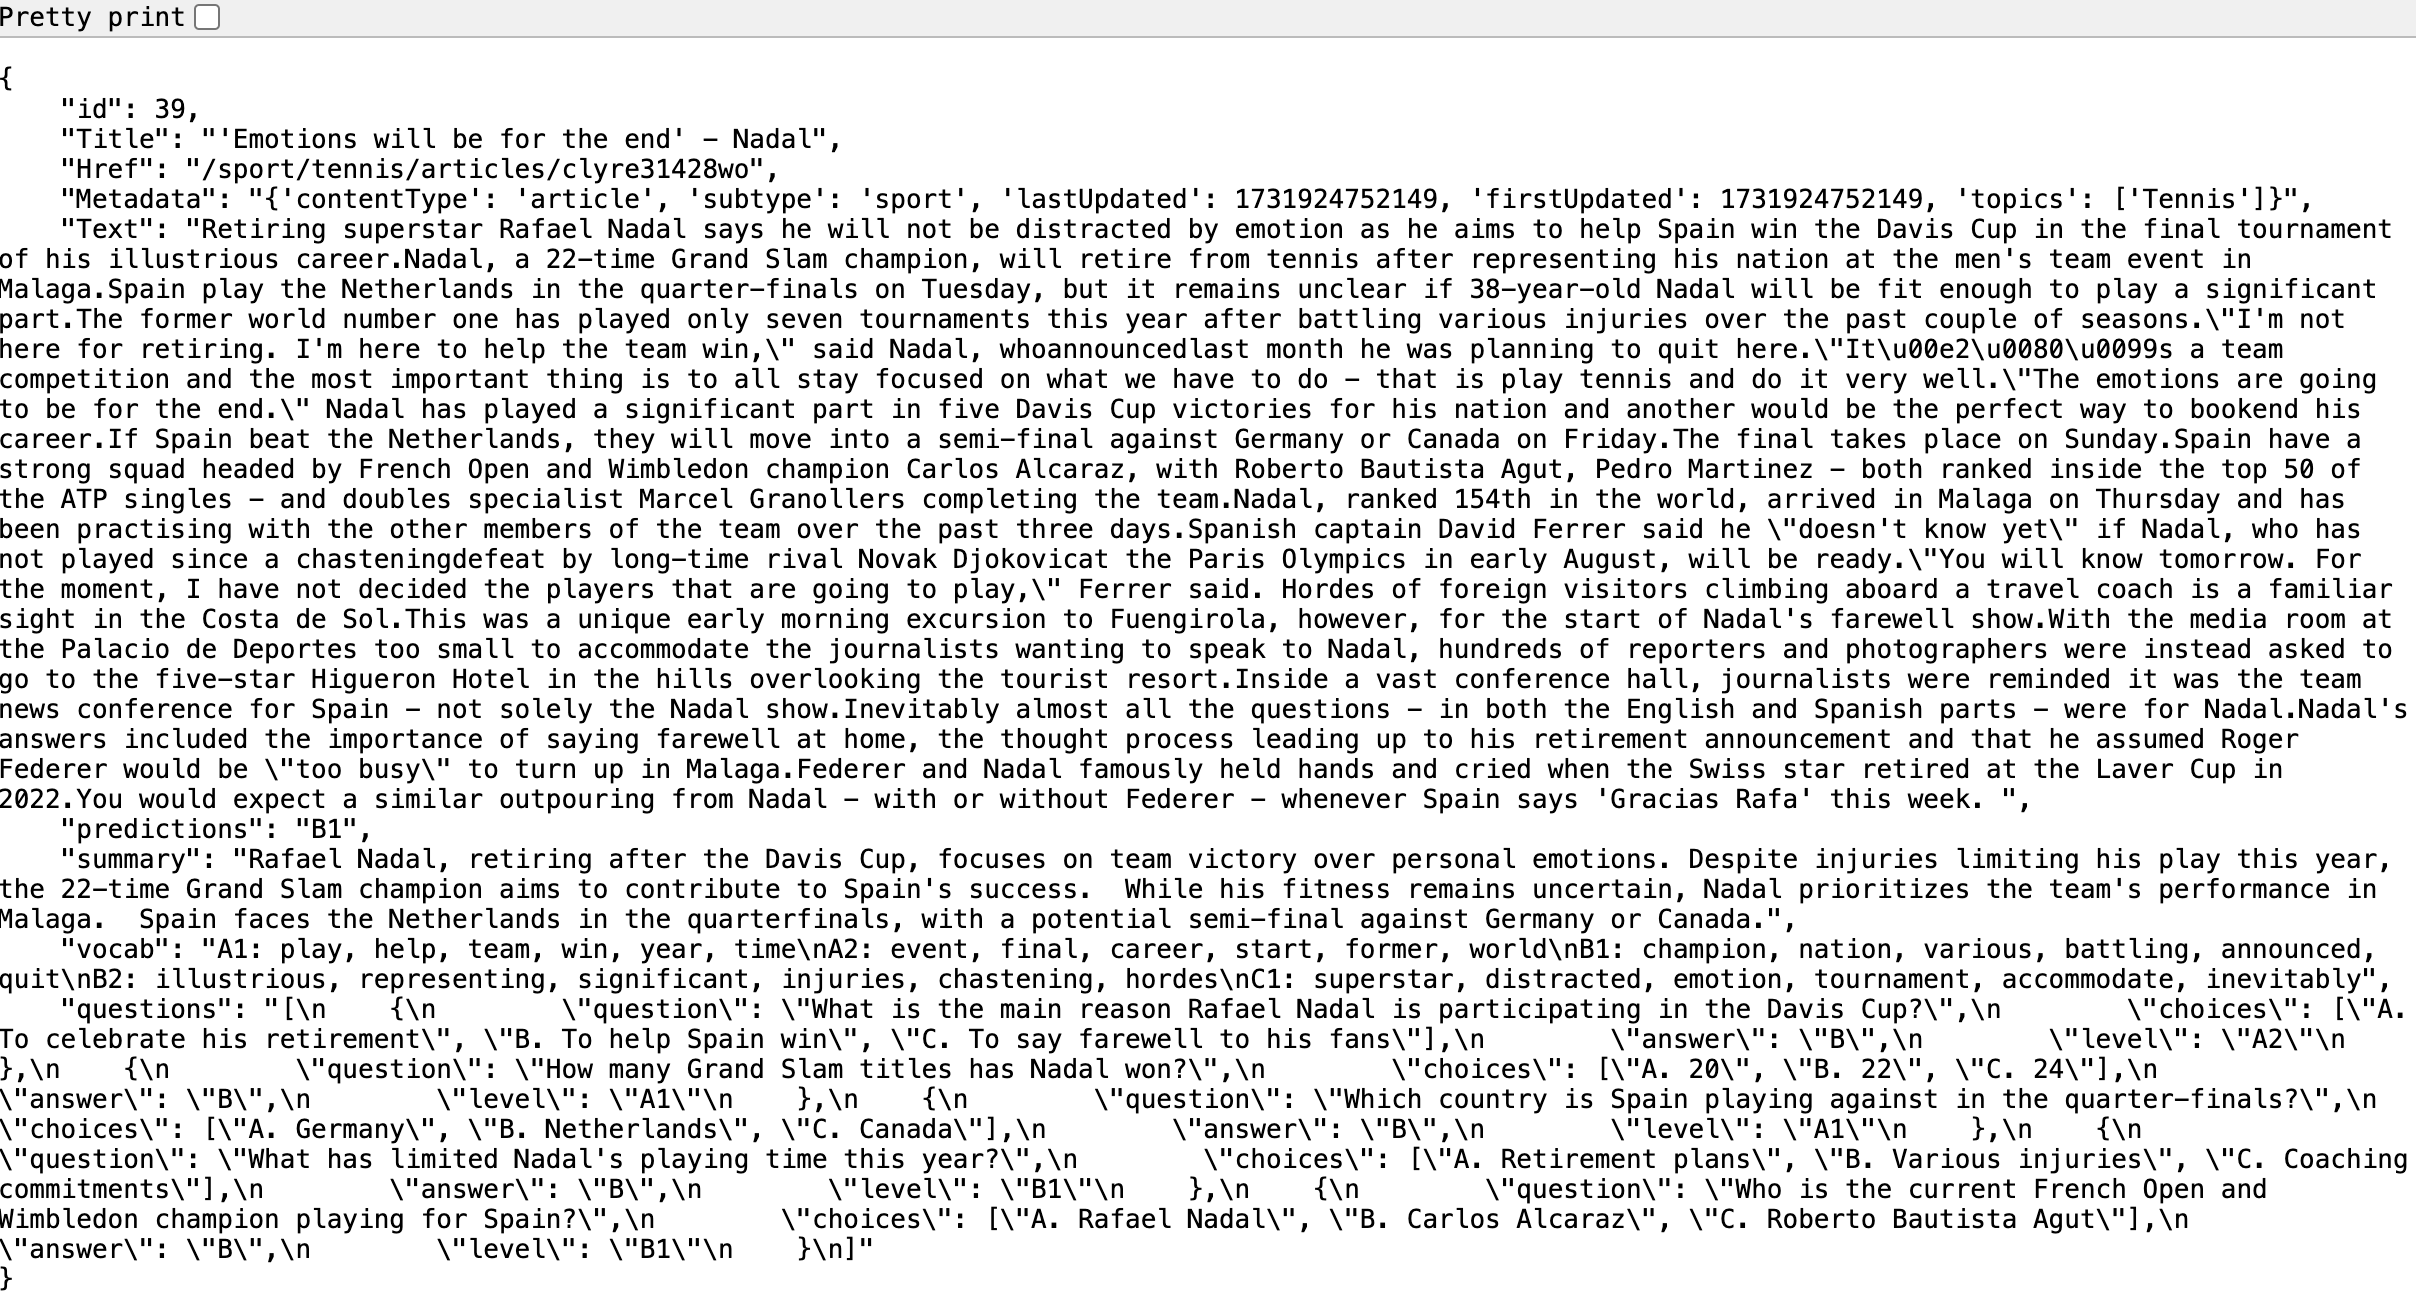 Pretty print
{
    "id": 39,
    "Title": "'Emotions will be for the end' – Nadal",
    "Href": "/sport/tennis/articles/clyre31428wo",
    "Metadata": "{'contentType': 'article', 'subtype': 'sport', 'lastUpdated': 1731924752149, 'firstUpdated': 1731924752149, 'topics': ['Tennis']}",
    "Text": "Retiring superstar Rafael Nadal says he will not be distracted by emotion as he aims to help Spain win the Davis Cup in the final tournament
of his illustrious career.Nadal, a 22-time Grand Slam champion, will retire from tennis after representing his nation at the men's team event in
Malaga.Spain play the Netherlands in the quarter-finals on Tuesday, but it remains unclear if 38-year-old Nadal will be fit enough to play a significant
part.The former world number one has played only seven tournaments this year after battling various injuries over the past couple of seasons.\"I'm not
here for retiring. I'm here to help the team win,\" said Nadal, whoannouncedlast month he was planning to quit here.\"It\u00e2\u0080\u0099s a team
competition and the most important thing is to all stay focused on what we have to do – that is play tennis and do it very well.\"The emotions are going
to be for the end.\" Nadal has played a significant part in five Davis Cup victories for his nation and another would be the perfect way to bookend his
career.If Spain beat the Netherlands, they will move into a semi-final against Germany or Canada on Friday.The final takes place on Sunday.Spain have a
strong squad headed by French Open and Wimbledon champion Carlos Alcaraz, with Roberto Bautista Agut, Pedro Martinez – both ranked inside the top 50 of
the ATP singles – and doubles specialist Marcel Granollers completing the team.Nadal, ranked 154th in the world, arrived in Malaga on Thursday and has
been practising with the other members of the team over the past three days.Spanish captain David Ferrer said he \"doesn't know yet\" if Nadal, who has
not played since a chasteningdefeat by long-time rival Novak Djokovicat the Paris Olympics in early August, will be ready.\"You will know tomorrow. For
the moment, I have not decided the players that are going to play,\" Ferrer said. Hordes of foreign visitors climbing aboard a travel coach is a familiar
sight in the Costa de Sol.This was a unique early morning excursion to Fuengirola, however, for the start of Nadal's farewell show.With the media room at
the Palacio de Deportes too small to accommodate the journalists wanting to speak to Nadal, hundreds of reporters and photographers were instead asked to
go to the five-star Higueron Hotel in the hills overlooking the tourist resort.Inside a vast conference hall, journalists were reminded it was the team
news conference for Spain – not solely the Nadal show.Inevitably almost all the questions – in both the English and Spanish parts – were for Nadal.Nadal's
answers included the importance of saying farewell at home, the thought process leading up to his retirement announcement and that he assumed Roger
Federer would be \"too busy\" to turn up in Malaga.Federer and Nadal famously held hands and cried when the Swiss star retired at the Laver Cup in
2022.You would expect a similar outpouring from Nadal – with or without Federer – whenever Spain says 'Gracias Rafa' this week. ",
    "predictions": "B1",
    "summary": "Rafael Nadal, retiring after the Davis Cup, focuses on team victory over personal emotions. Despite injuries limiting his play this year,
the 22-time Grand Slam champion aims to contribute to Spain's success.  While his fitness remains uncertain, Nadal prioritizes the team's performance in
Malaga.  Spain faces the Netherlands in the quarterfinals, with a potential semi-final against Germany or Canada.",
    "vocab": "A1: play, help, team, win, year, time\nA2: event, final, career, start, former, world\nB1: champion, nation, various, battling, announced,
quit\nB2: illustrious, representing, significant, injuries, chastening, hordes\nC1: superstar, distracted, emotion, tournament, accommodate, inevitably",
    "questions": "[\n    {\n        \"question\": \"What is the main reason Rafael Nadal is participating in the Davis Cup?\",\n        \"choices\": [\"A.
To celebrate his retirement\", \"B. To help Spain win\", \"C. To say farewell to his fans\"],\n        \"answer\": \"B\",\n        \"level\": \"A2\"\n
},\n    {\n        \"question\": \"How many Grand Slam titles has Nadal won?\",\n        \"choices\": [\"A. 20\", \"B. 22\", \"C. 24\"],\n
\"answer\": \"B\",\n        \"level\": \"A1\"\n    },\n    {\n        \"question\": \"Which country is Spain playing against in the quarter-finals?\",\n
\"choices\": [\"A. Germany\", \"B. Netherlands\", \"C. Canada\"],\n        \"answer\": \"B\",\n        \"level\": \"A1\"\n    },\n    {\n
\"question\": \"What has limited Nadal's playing time this year?\",\n        \"choices\": [\"A. Retirement plans\", \"B. Various injuries\", \"C. Coaching
commitments\"],\n        \"answer\": \"B\",\n        \"level\": \"B1\"\n    },\n    {\n        \"question\": \"Who is the current French Open and
Wimbledon champion playing for Spain?\",\n        \"choices\": [\"A. Rafael Nadal\", \"B. Carlos Alcaraz\", \"C. Roberto Bautista Agut\"],\n
\"answer\": \"B\",\n        \"level\": \"B1\"\n    }\n]"
}